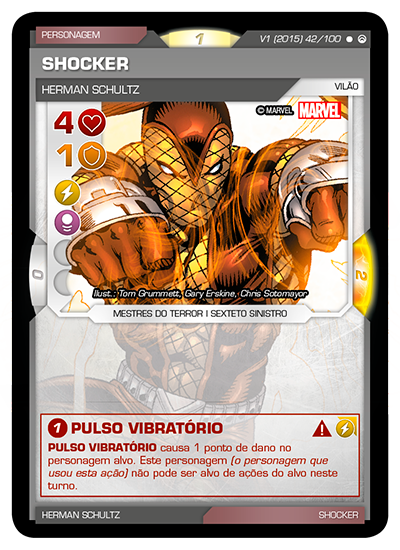 PERSONAGEM
1
V1 (2015) 42/100
SHOCKER
HERMAN SCHULTZ
VILÃO
© MARVEL MARVEL
4
1
0
2
Ilust.: Tom Grummett, Gary Erskine, Chris Sotomayor
MESTRES DO TERROR | SEXTETO SINISTRO
1 PULSO VIBRATÓRIO
PULSO VIBRATÓRIO causa 1 ponto de dano no
personagem alvo. Este personagem (o personagem que
usou esta ação) não pode ser alvo de ações do alvo neste
turno.
HERMAN SCHULTZ
SHOCKER